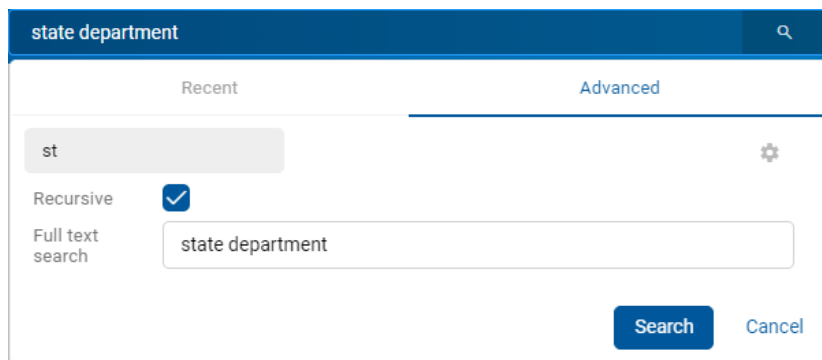 state department
Recent
Advanced
st
Recursive
Full text
search
state department
Search
Cancel